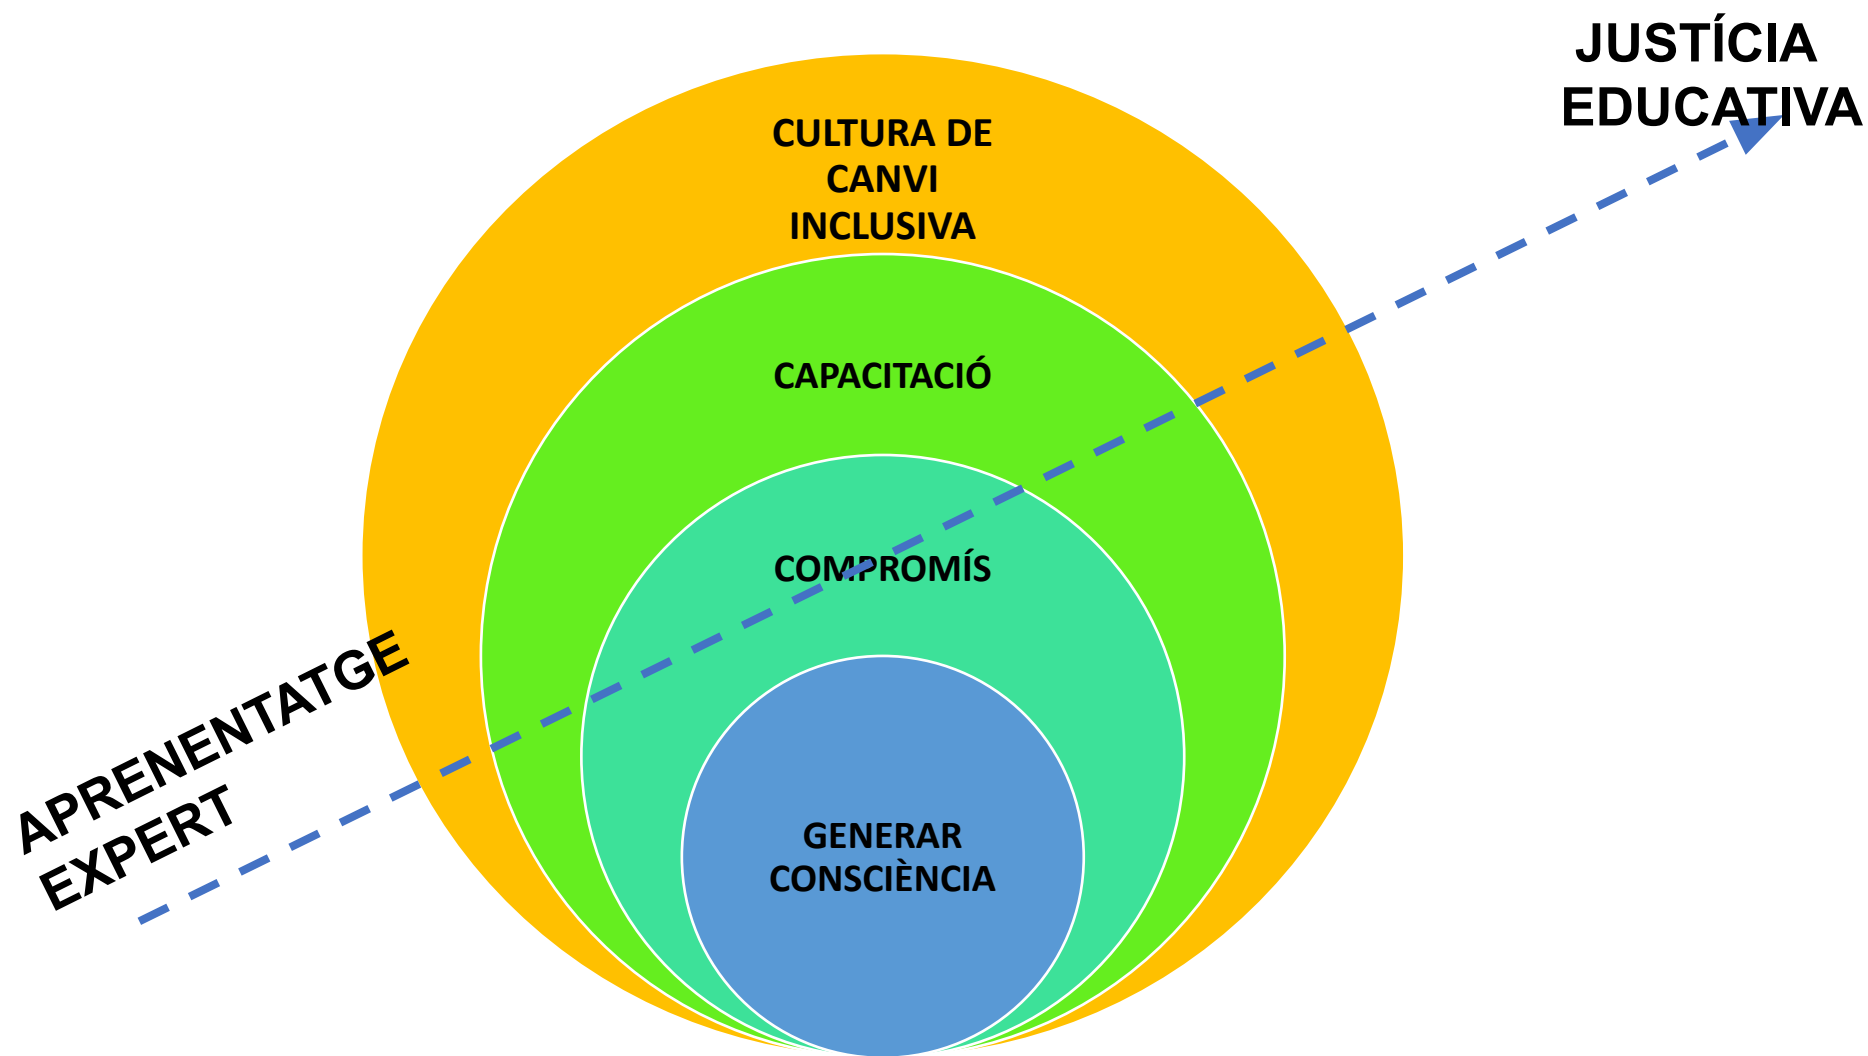 JUSTÍCIA
EDUCATIVA
CULTURA DE
CANVI
INCLUSIVA
CAPACITACIÓ
COMPROMÍS
APRENENTATGE
EXPERT
GENERAR
CONSCIÈNCIA